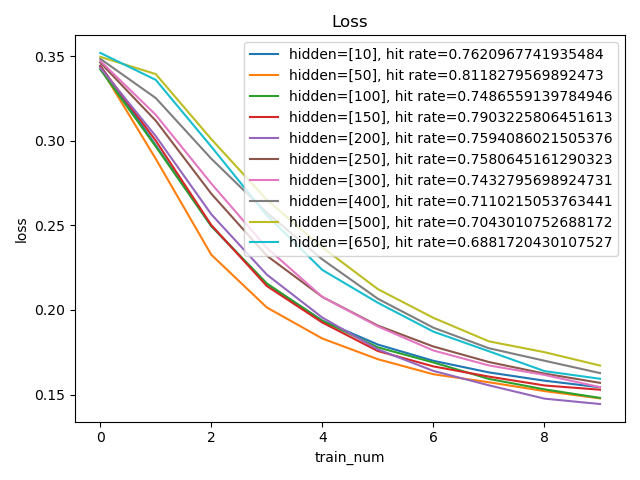 Loss
hidden=[10], hit rate=0.7620967741935484
hidden=[50], hit rate=0.8118279569892473
hidden=[100], hit rate=0.7486559139784946
hidden=[150], hit rate=0.7903225806451613
hidden=[200], hit rate=0.7594086021505376
hidden=[250], hit rate=0.7580645161290323
hidden=[300], hit rate=0.7432795698924731
hidden=[400], hit rate=0.7110215053763441
hidden=[500], hit rate=0.7043010752688172
hidden=[650], hit rate=0.6881720430107527
0.35
0.30
0.25
0.20
0.15
loss
0 2 4 6 8
train_num